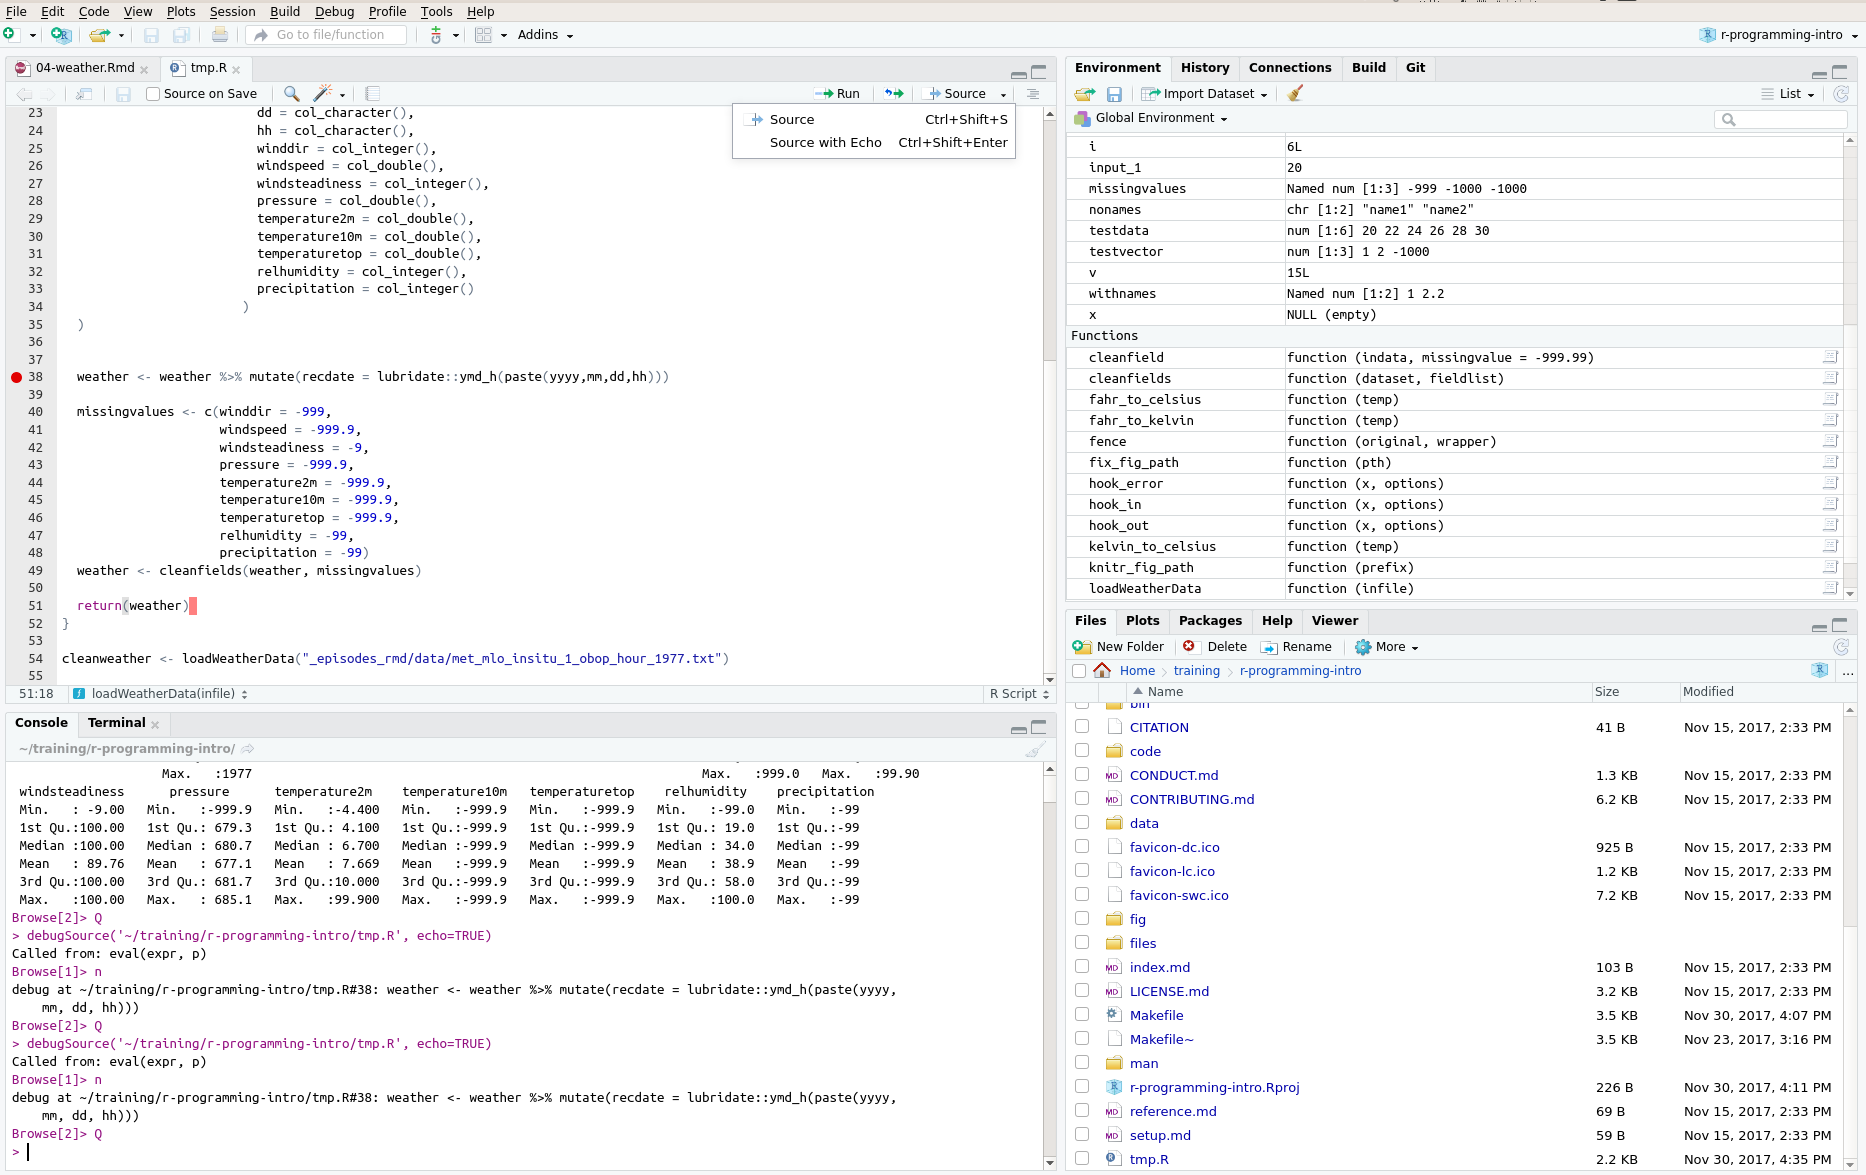 File Edit Code View Plots Session Build Debug Profile Tools Help
Go to file/function Addins r-programming-intro
04-weather.Rmd tmp.R
Source on Save Run Source
Source Ctrl+Shift+S
Source with Echo Ctrl+Shift+Enter
23 dd = col_character(),
24 hh = col_character(),
25 winddir = col_integer(),
26 windspeed = col_double(),
27 windsteadiness = col_integer(),
28 pressure = col_double(),
29 temperature2m = col_double(),
30 temperature10m = col_double(),
31 temperaturetop = col_double(),
32 relhumidity = col_integer(),
33 precipitation = col_integer()
34 )
35 )
36
37
38 weather <- weather %>% mutate(recdate = lubridate::ymd_h(paste(yyyy,mm,dd,hh)))
39
40 missingvalues <- c(winddir = -999,
41 windspeed = -999.9,
42 windsteadiness = -9,
43 pressure = -999.9,
44 temperature2m = -999.9,
45 temperature10m = -999.9,
46 temperaturetop = -999.9,
47 relhumidity = -99,
48 precipitation = -99)
49 weather <- cleanfields(weather, missingvalues)
50
51 return(weather)
52 }
53
54 cleanweather <- loadWeatherData("_episodes_rmd/data/met_mlo_insitu_1_obop_hour_1977.txt")
55
51:18 loadWeatherData(infile) R Script
Console Terminal
~/training/r-programming-intro/
Max. :1977 Max. :999.0 Max. :99.90
windsteadiness pressure temperature2m temperature10m temperaturetop relhumidity precipitation
Min. : -9.00 Min. :-999.9 Min. :-4.400 Min. :-999.9 Min. :-999.9 Min. :-99.0 Min. :-99
1st Qu.:100.00 1st Qu.: 679.3 1st Qu.: 4.100 1st Qu.:-999.9 1st Qu.:-999.9 1st Qu.: 19.0 1st Qu.:-99
Median :100.00 Median : 680.7 Median : 6.700 Median :-999.9 Median :-999.9 Median : 34.0 Median :-99
Mean : 89.76 Mean : 677.1 Mean : 7.669 Mean :-999.9 Mean :-999.9 Mean : 38.9 Mean :-99
3rd Qu.:100.00 3rd Qu.: 681.7 3rd Qu.:10.000 3rd Qu.:-999.9 3rd Qu.:-999.9 3rd Qu.: 58.0 3rd Qu.:-99
Max. :100.00 Max. : 685.1 Max. :99.900 Max. :-999.9 Max. :-999.9 Max. :100.0 Max. :-99
Browse[2]> Q
> debugSource('~/training/r-programming-intro/tmp.R', echo=TRUE)
Called from: eval(expr, p)
Browse[1]> n
debug at ~/training/r-programming-intro/tmp.R#38: weather <- weather %>% mutate(recdate = lubridate::ymd_h(paste(yyyy,
mm, dd, hh)))
Browse[2]> Q
> debugSource('~/training/r-programming-intro/tmp.R', echo=TRUE)
Called from: eval(expr, p)
Browse[1]> n
debug at ~/training/r-programming-intro/tmp.R#38: weather <- weather %>% mutate(recdate = lubridate::ymd_h(paste(yyyy,
mm, dd, hh)))
Browse[2]> Q
>
Environment History Connections Build Git
Import Dataset List
Global Environment
i 6L
input_1 20
missingvalues Named num [1:3] -999 -1000 -1000
nonames chr [1:2] "name1" "name2"
testdata num [1:6] 20 22 24 26 28 30
testvector num [1:3] 1 2 -1000
v 15L
withnames Named num [1:2] 1 2.2
x NULL (empty)
Functions
cleanfield function (indata, missingvalue = -999.99)
cleanfields function (dataset, fieldlist)
fahr_to_celsius function (temp)
fahr_to_kelvin function (temp)
fence function (original, wrapper)
fix_fig_path function (pth)
hook_error function (x, options)
hook_in function (x, options)
hook_out function (x, options)
kelvin_to_celsius function (temp)
knitr_fig_path function (prefix)
loadWeatherData function (infile)
Files Plots Packages Help Viewer
New Folder Delete Rename More
Home training r-programming-intro ...
Name Size Modified
bin
CITATION 41 B Nov 15, 2017, 2:33 PM
code
CONDUCT.md 1.3 KB Nov 15, 2017, 2:33 PM
CONTRIBUTING.md 6.2 KB Nov 15, 2017, 2:33 PM
data
favicon-dc.ico 925 B Nov 15, 2017, 2:33 PM
favicon-lc.ico 1.2 KB Nov 15, 2017, 2:33 PM
favicon-swc.ico 7.2 KB Nov 15, 2017, 2:33 PM
fig
files
index.md 103 B Nov 15, 2017, 2:33 PM
LICENSE.md 3.2 KB Nov 15, 2017, 2:33 PM
Makefile 3.5 KB Nov 30, 2017, 4:07 PM
Makefile~ 3.5 KB Nov 23, 2017, 3:16 PM
man
r-programming-intro.Rproj 226 B Nov 30, 2017, 4:11 PM
reference.md 69 B Nov 15, 2017, 2:33 PM
setup.md 59 B Nov 15, 2017, 2:33 PM
tmp.R 2.2 KB Nov 30, 2017, 4:35 PM